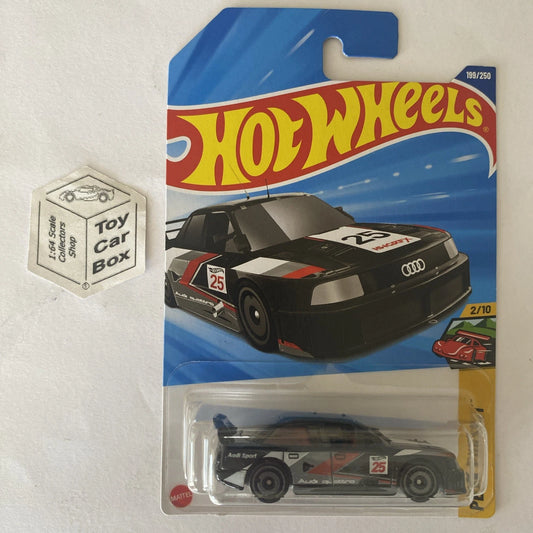 199/250
HOT WHEELS
®
25
25
Audi quattro
2/10
Toy
Car
Box
1:64 Scale
Collectors
Shop
Audi Sport
25
Audi quattro
MATTEL